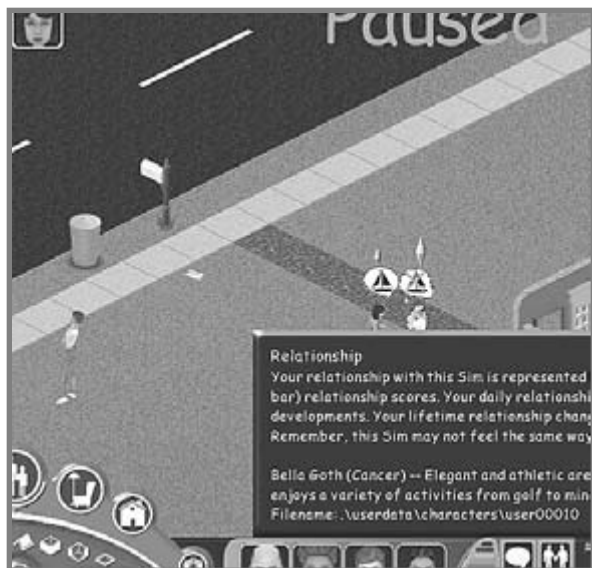 Paused
Relationship
Your relationship with this Sim is represented
bar) relationship scores. Your daily relationshi
developments. Your lifetime relationship chang
Remember, this Sim may not feel the same way
Bella Goth (Cancer) -- Elegant and athletic are
enjoys a variety of activities from golf to min
Filename: .\userdata\characters\user00010